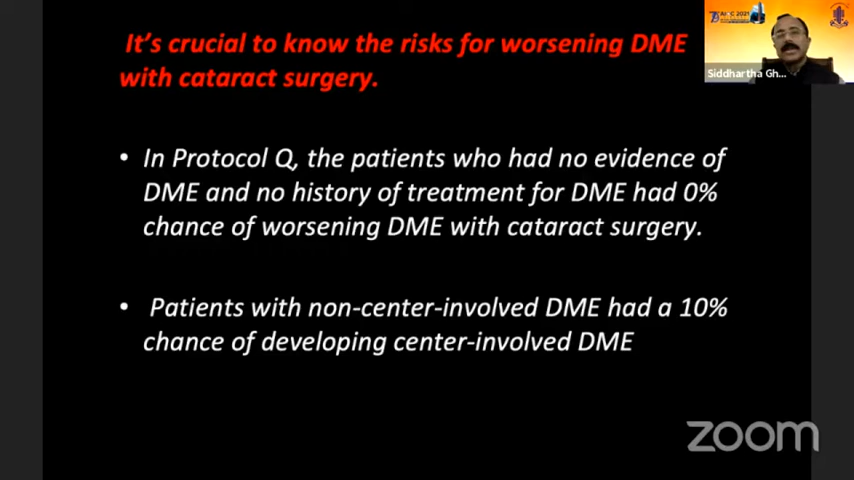 It's crucial to know the risks for worsening DME
with cataract surgery.
AIOC 2021
Siddhartha Gh...
• In Protocol Q, the patients who had no evidence of
DME and no history of treatment for DME had 0%
chance of worsening DME with cataract surgery.
• Patients with non-center-involved DME had a 10%
chance of developing center-involved DME
zoom